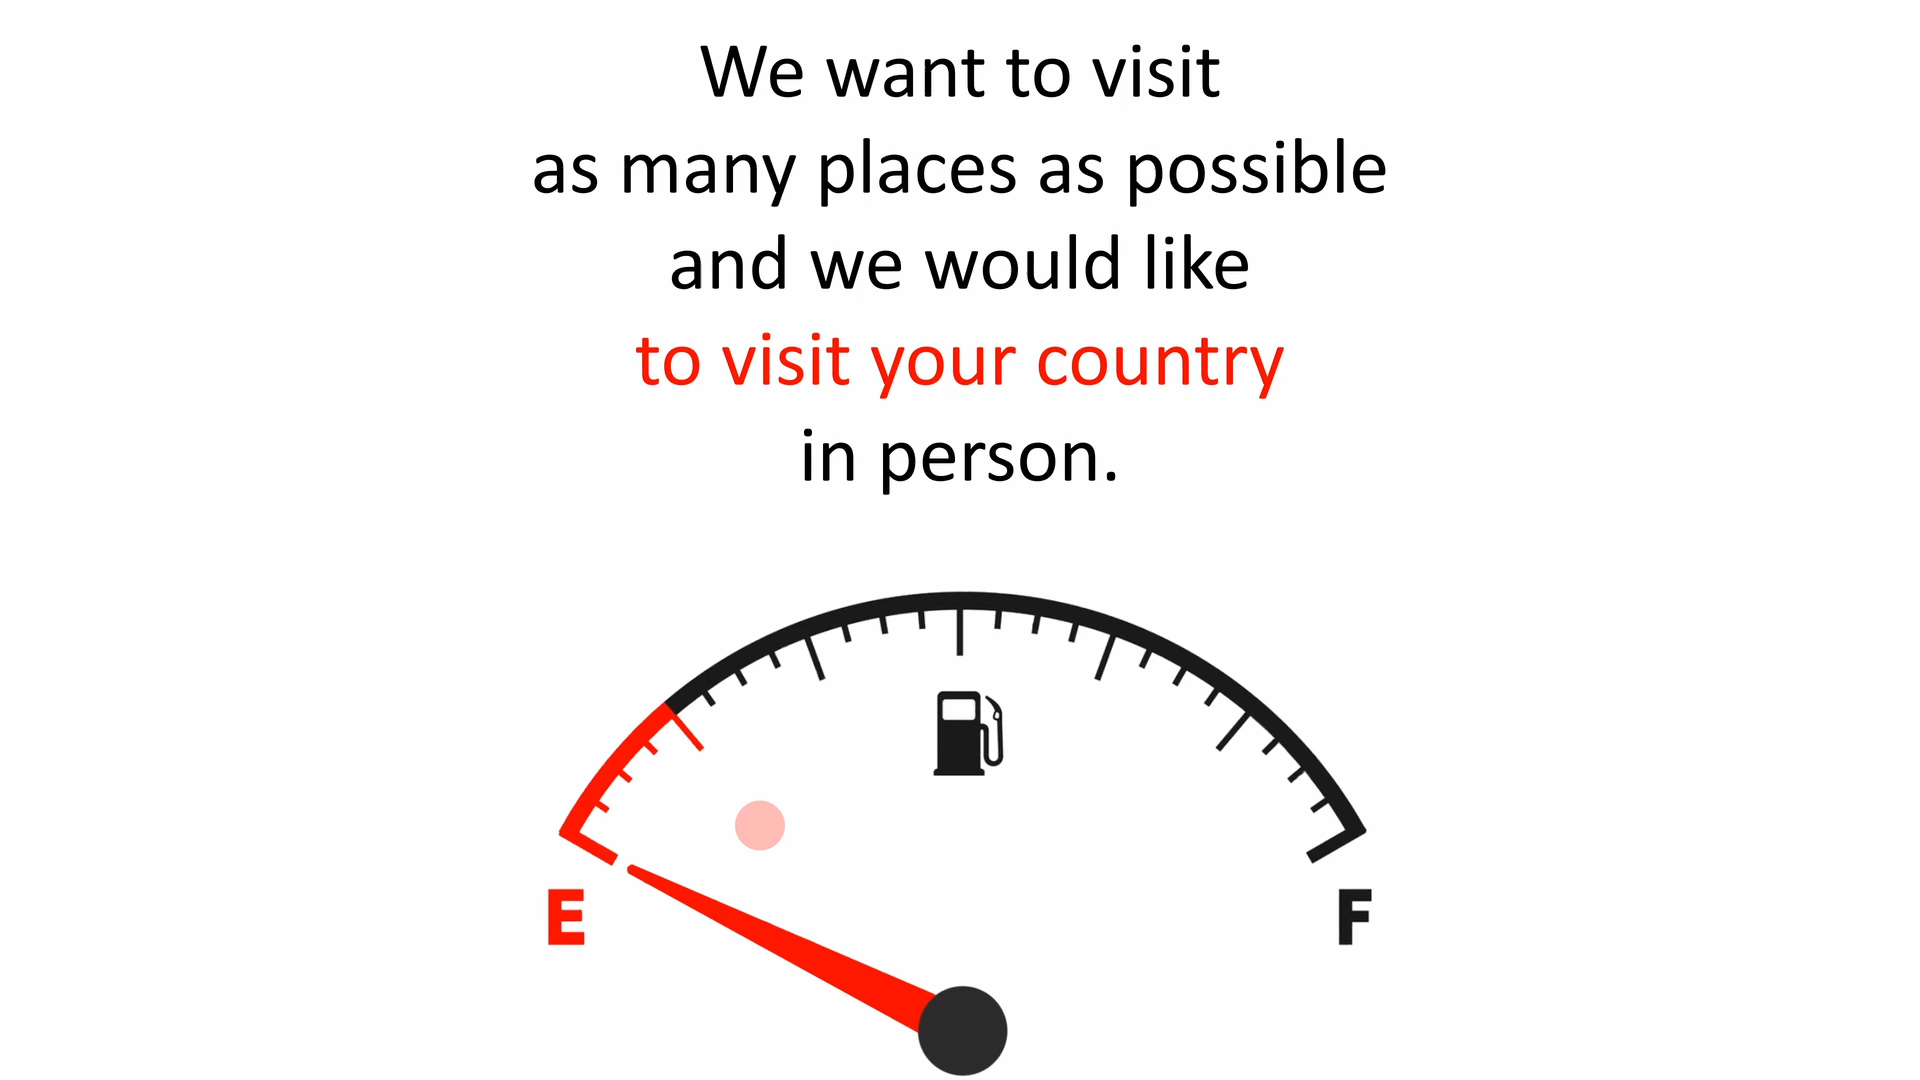 We want to visit
as many places as possible
and we would like
to visit your country
in person.
E
F